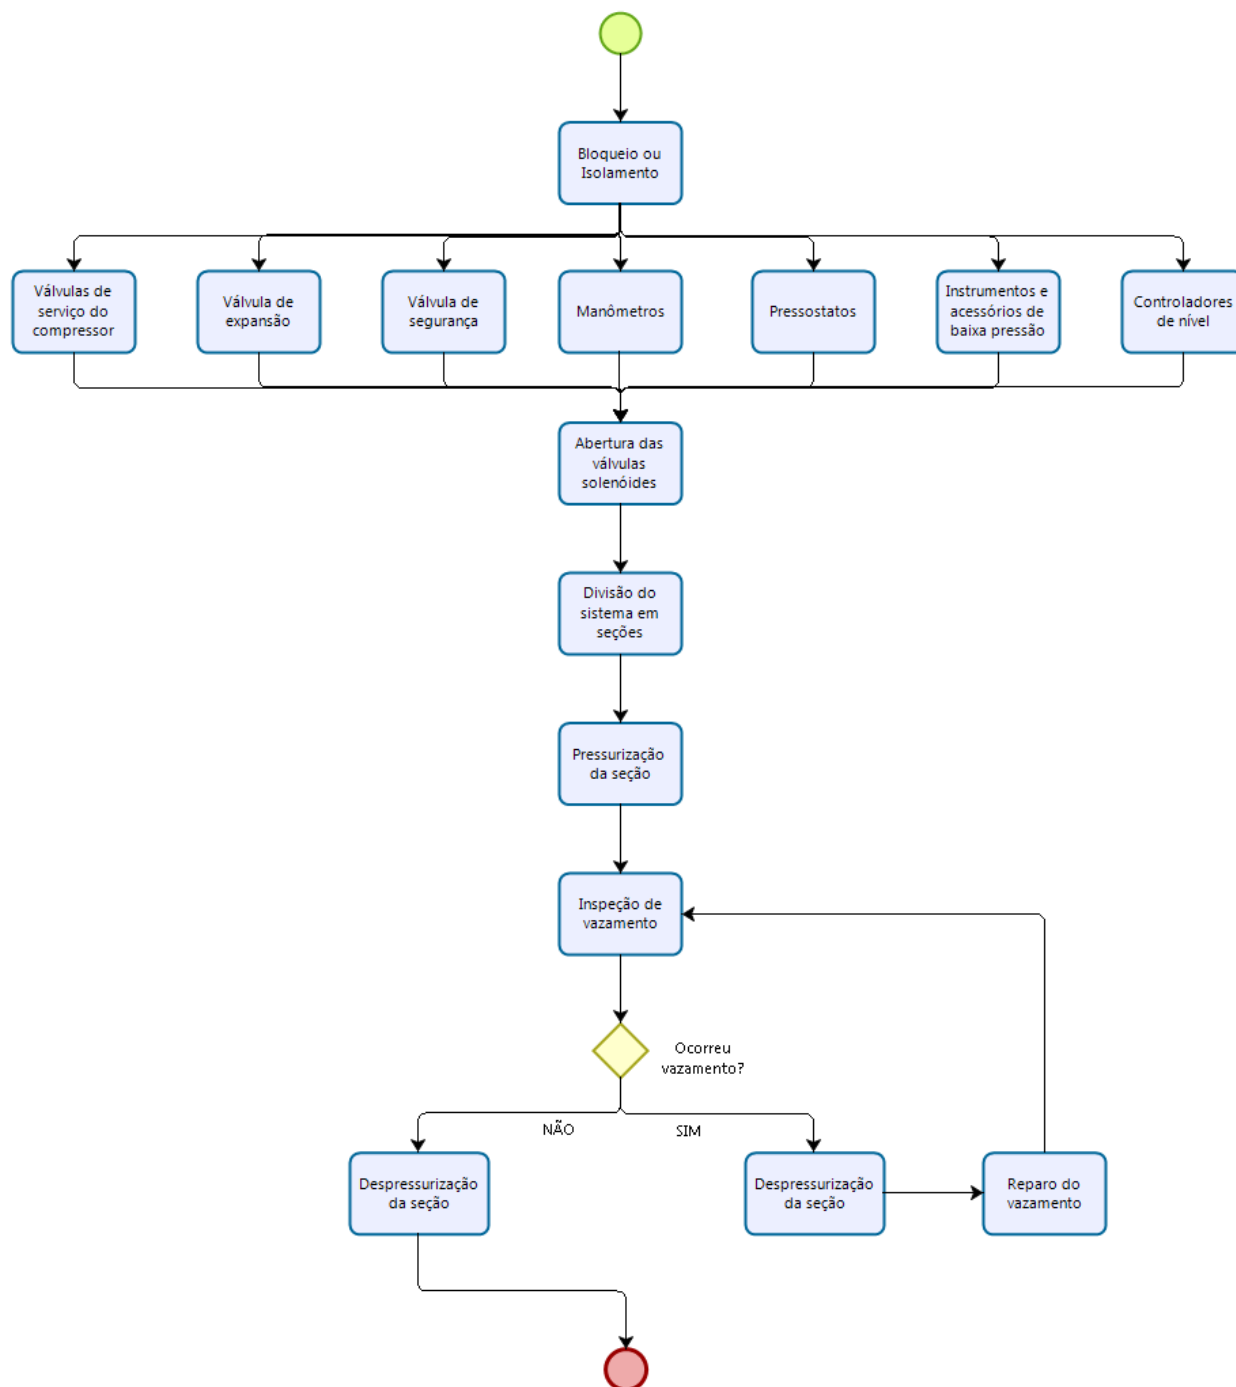 Bloqueio ou
Isolamento
Válvulas de
serviço do
compressor
Válvula de
expansão
Válvula de
segurança
Manômetros
Pressostatos
Instrumentos e
acessórios de
baixa pressão
Controladores
de nível
Abertura das
válvulas
solenóides
Divisão do
sistema em
seções
Pressurização
da seção
Inspeção de
vazamento
Ocorreu
vazamento?
NÃO
SIM
Despressurização
da seção
Despressurização
da seção
Reparo do
vazamento